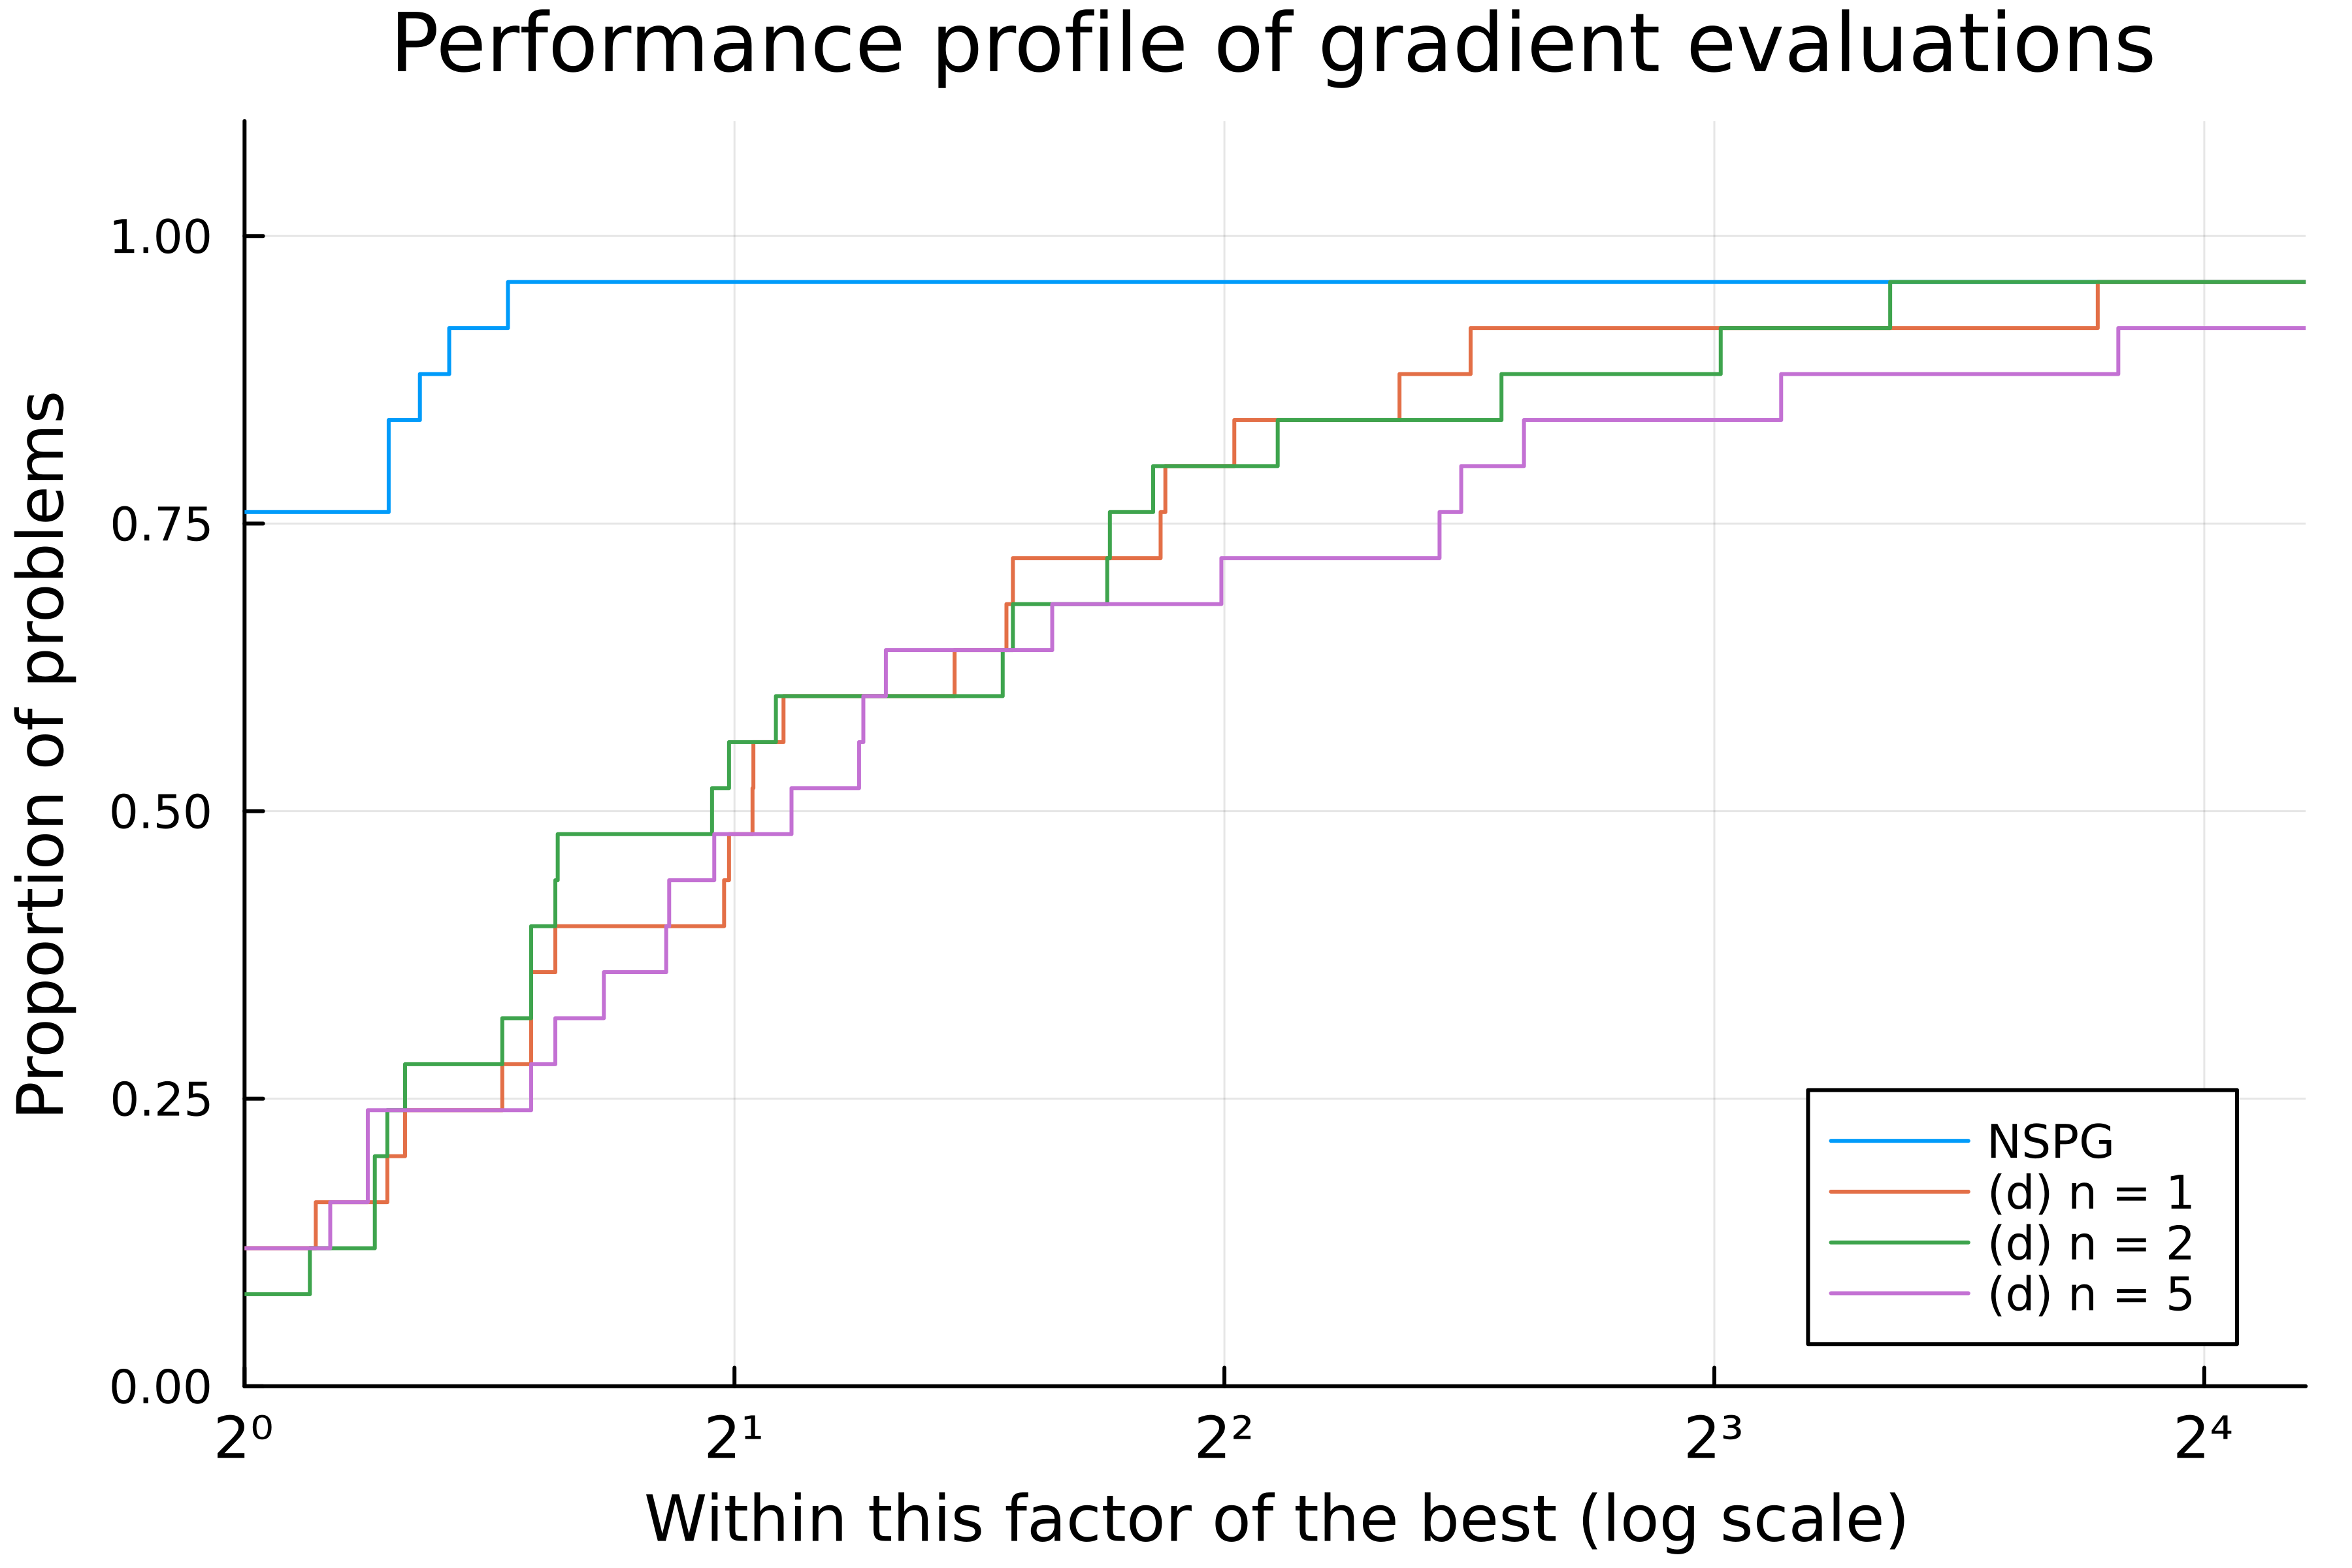 Performance profile of gradient evaluations
Proportion of problems
1.00
0.75
0.50
0.25
0.00
2⁰ 2¹ 2² 2³ 2⁴
Within this factor of the best (log scale)
NSPG
(d) n = 1
(d) n = 2
(d) n = 5